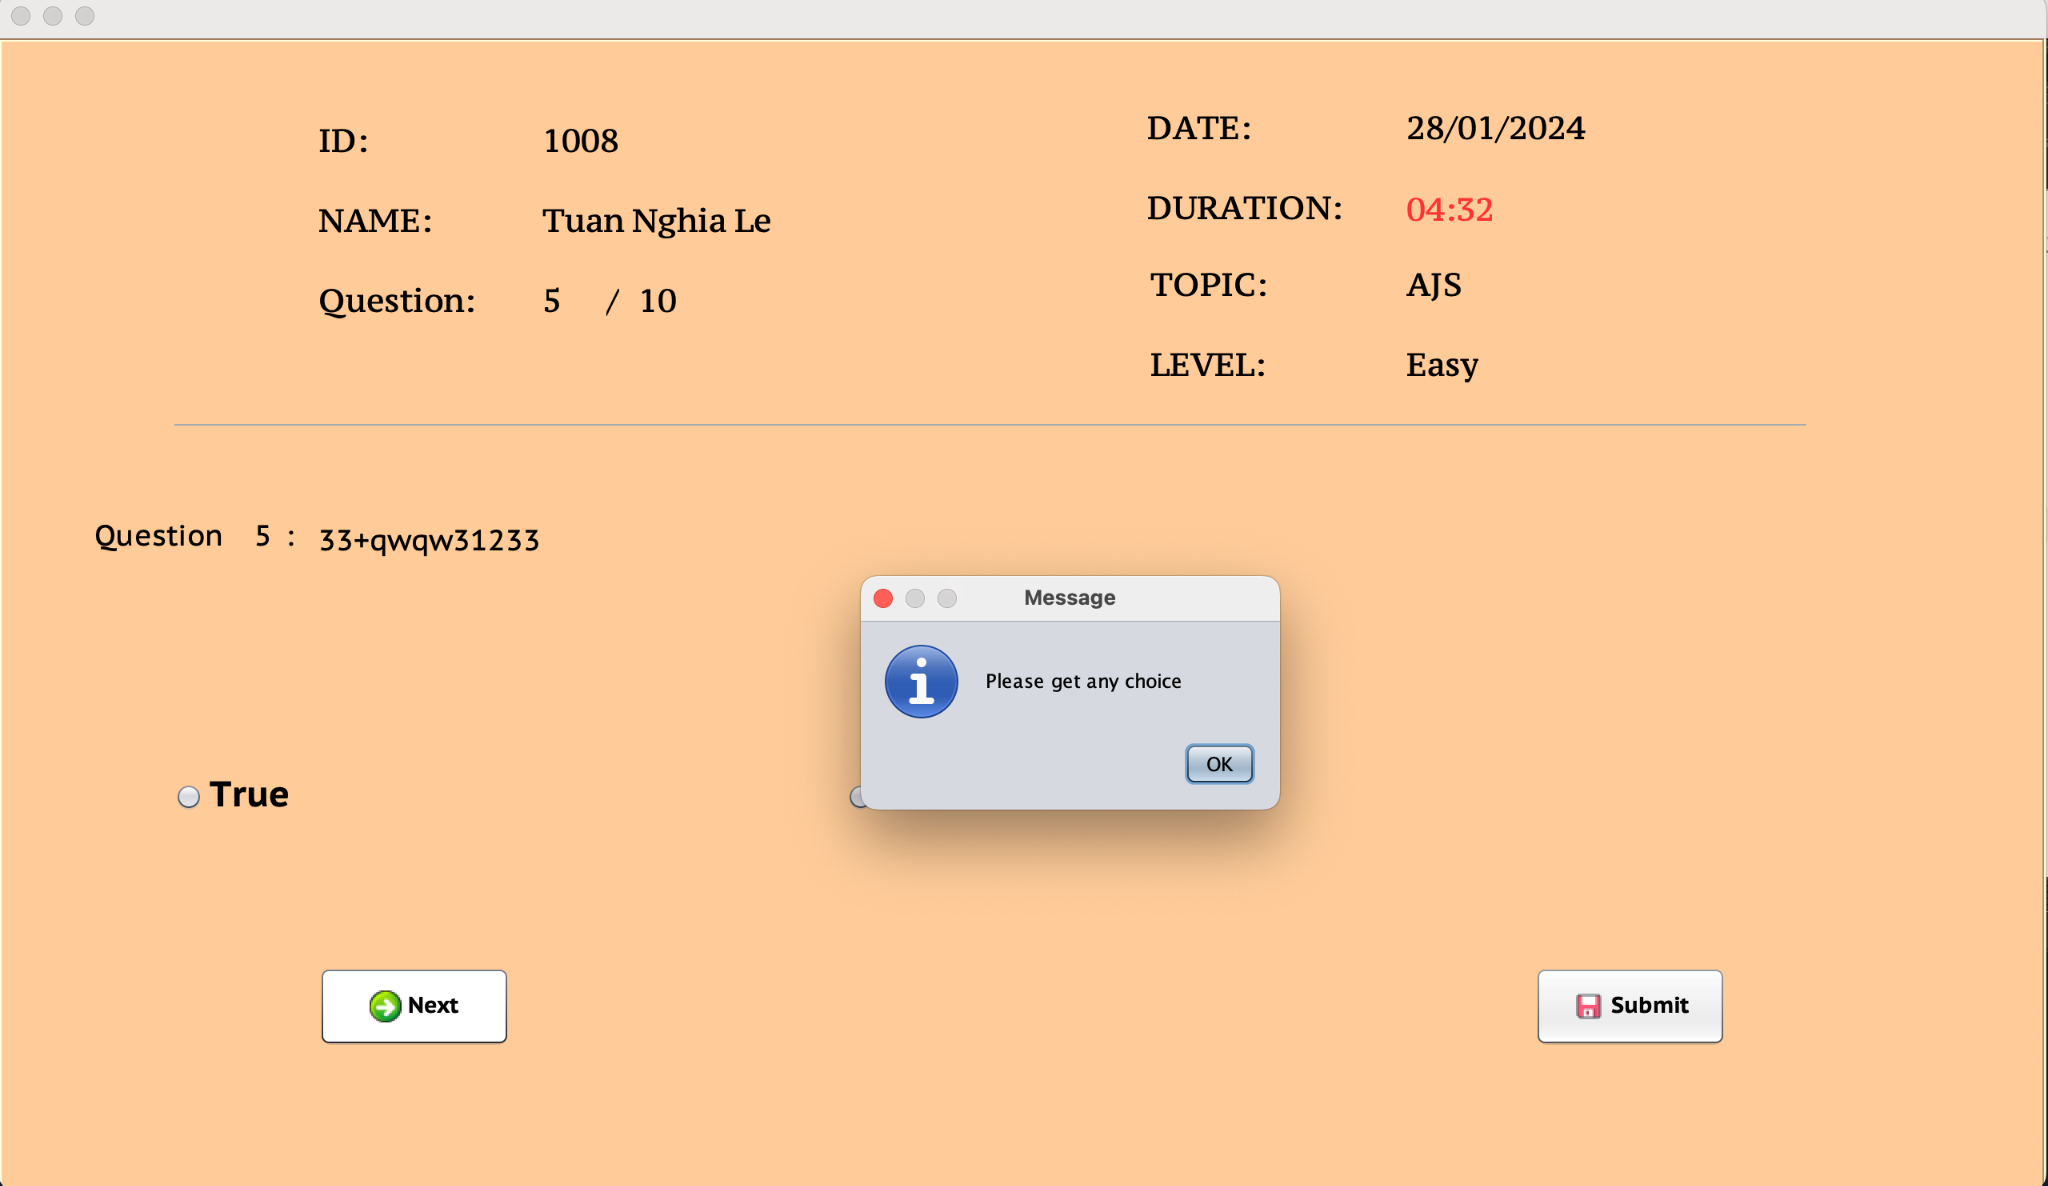 ID: 1008
NAME: Tuan Nghia Le
Question: 5 / 10
DATE: 28/01/2024
DURATION: 04:32
TOPIC: AJS
LEVEL: Easy
Question 5 : 33+qwqw31233
Message
Please get any choice
OK
True
Next
Submit